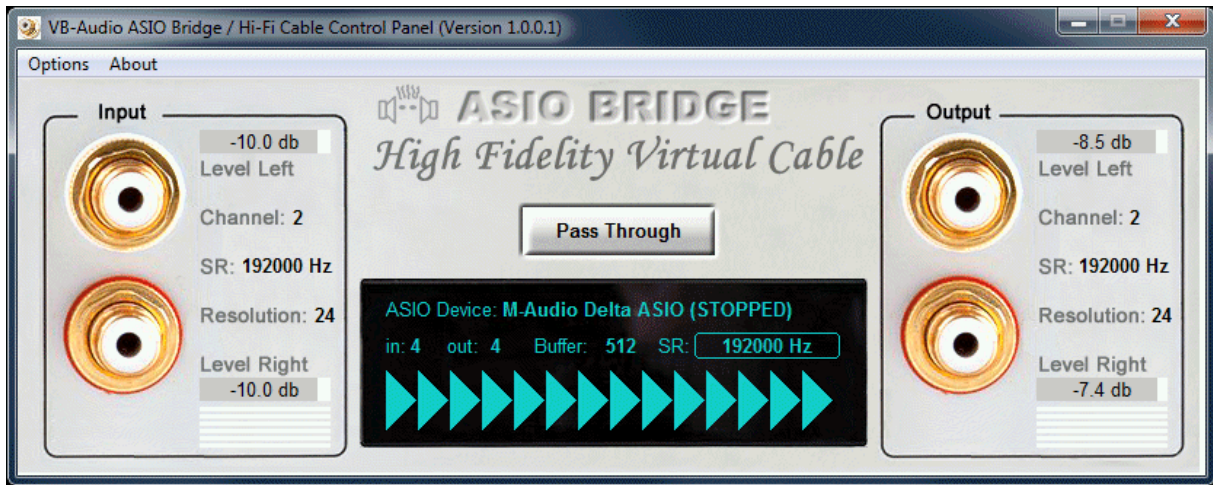 VB-Audio ASIO Bridge / Hi-Fi Cable Control Panel (Version 1.0.0.1)
Options About
ASIO BRIDGE
High Fidelity Virtual Cable
Input
-10.0 db
Level Left
Channel: 2
SR: 192000 Hz
Resolution: 24
Level Right
-10.0 db
Pass Through
ASIO Device: M-Audio Delta ASIO (STOPPED)
in: 4 out: 4 Buffer: 512 SR: 192000 Hz
Output
-8.5 db
Level Left
Channel: 2
SR: 192000 Hz
Resolution: 24
Level Right
-7.4 db